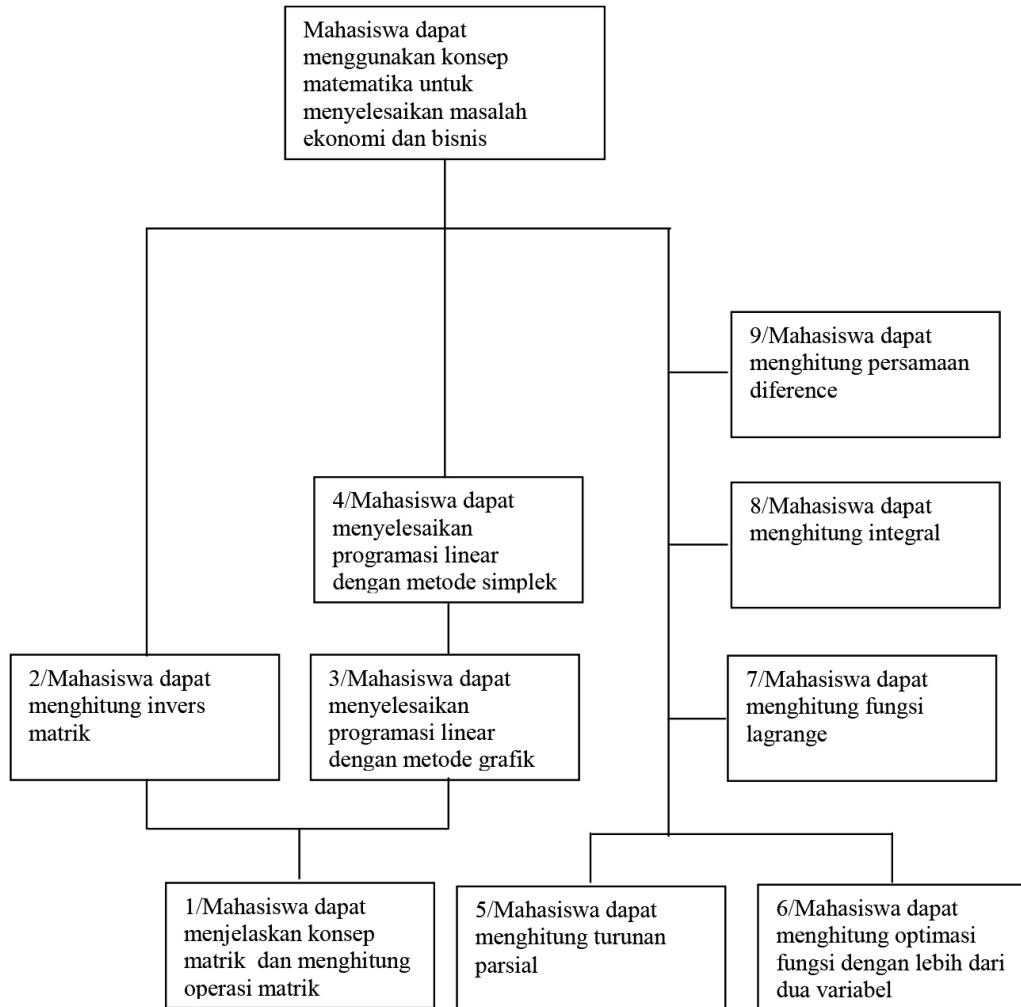 Mahasiswa dapat
menggunakan konsep
matematika untuk
menyelesaikan masalah
ekonomi dan bisnis
9/Mahasiswa dapat
menghitung persamaan
diference
4/Mahasiswa dapat
menyelesaikan
programasi linear
dengan metode simplek
8/Mahasiswa dapat
menghitung integral
2/Mahasiswa dapat
menghitung invers
matrik
3/Mahasiswa dapat
menyelesaikan
programasi linear
dengan metode grafik
7/Mahasiswa dapat
menghitung fungsi
lagrange
1/Mahasiswa dapat
menjelaskan konsep
matrik dan menghitung
operasi matrik
5/Mahasiswa dapat
menghitung turunan
parsial
6/Mahasiswa dapat
menghitung optimasi
fungsi dengan lebih dari
dua variabel